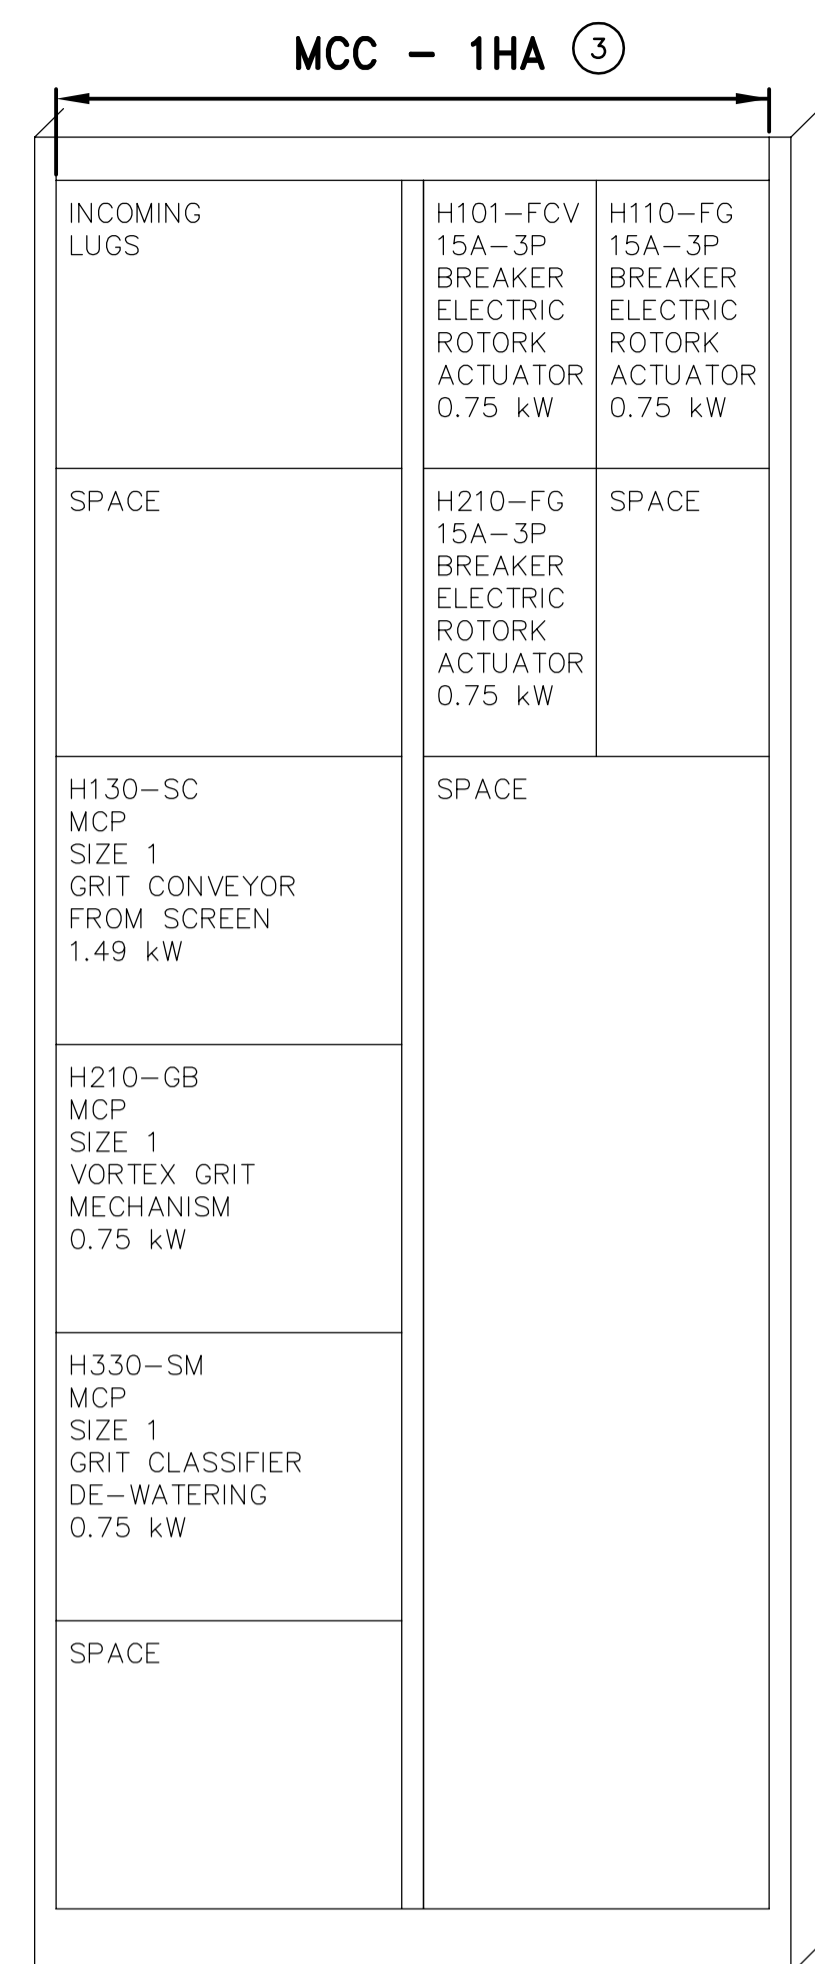 MCC - 1HA 3
INCOMING
LUGS
SPACE
H130-SC
MCP
SIZE 1
GRIT CONVEYOR
FROM SCREEN
1.49 kW
H210-GB
MCP
SIZE 1
VORTEX GRIT
MECHANISM
0.75 kW
H330-SM
MCP
SIZE 1
GRIT CLASSIFIER
DE-WATERING
0.75 kW
SPACE
H101-FCV
15A-3P
BREAKER
ELECTRIC
ROTORK
ACTUATOR
0.75 kW
H110-FG
15A-3P
BREAKER
ELECTRIC
ROTORK
ACTUATOR
0.75 kW
H210-FG
15A-3P
BREAKER
ELECTRIC
ROTORK
ACTUATOR
0.75 kW
SPACE
SPACE